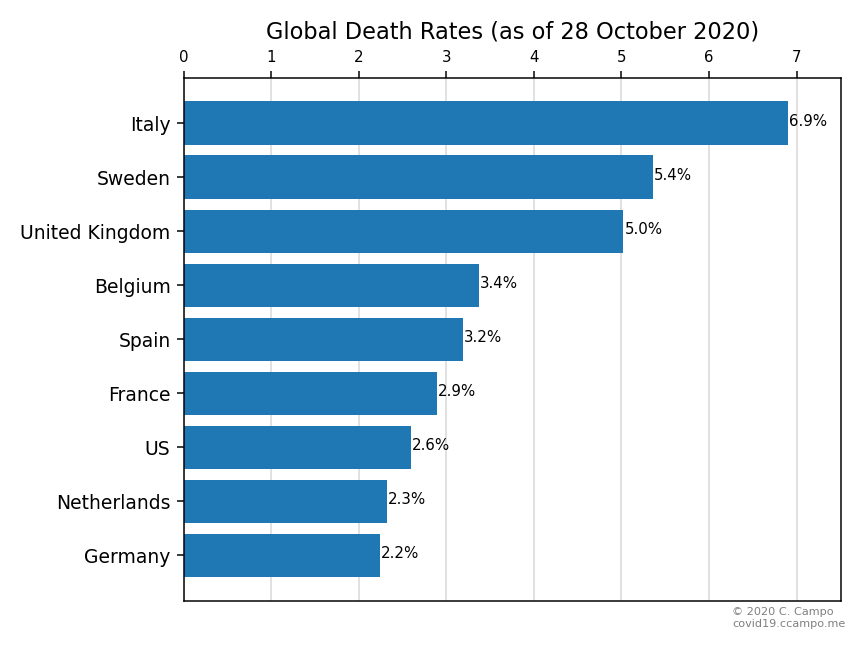 Global Death Rates (as of 28 October 2020)
0 1 2 3 4 5 6 7
Italy 6.9%
Sweden 5.4%
United Kingdom 5.0%
Belgium 3.4%
Spain 3.2%
France 2.9%
US 2.6%
Netherlands 2.3%
Germany 2.2%
© 2020 C. Campo
covid19.ccampo.me